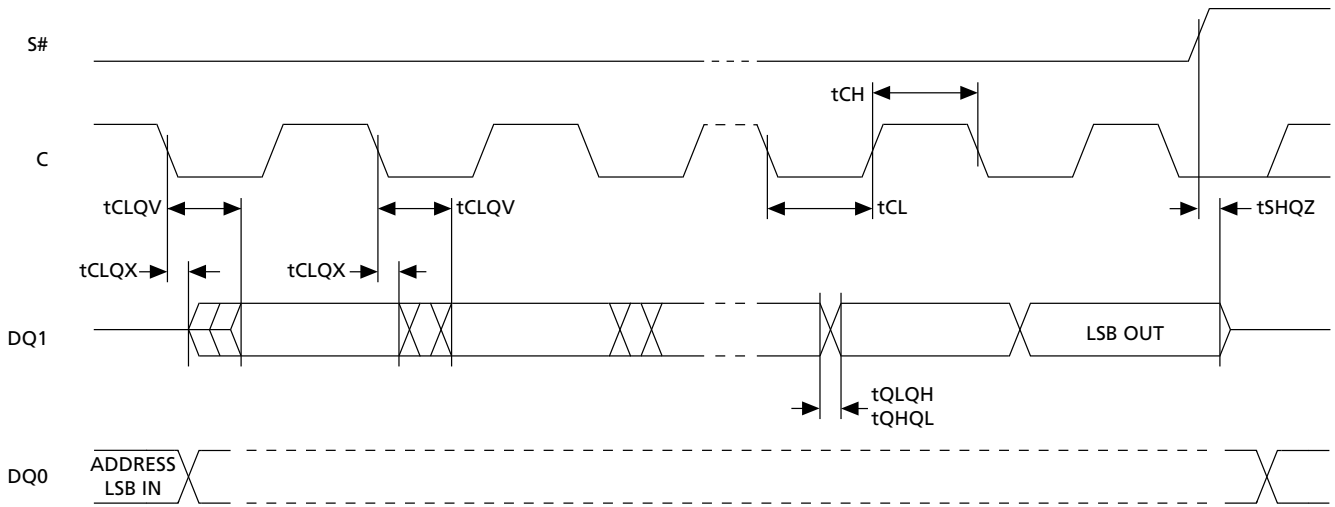 S#
tCH
C
tCLQV
tCLQV
tCL
tSHQZ
tCLQX
tCLQX
DQ1
LSB OUT
tQLQH
tQHQL
DQ0
ADDRESS
LSB IN